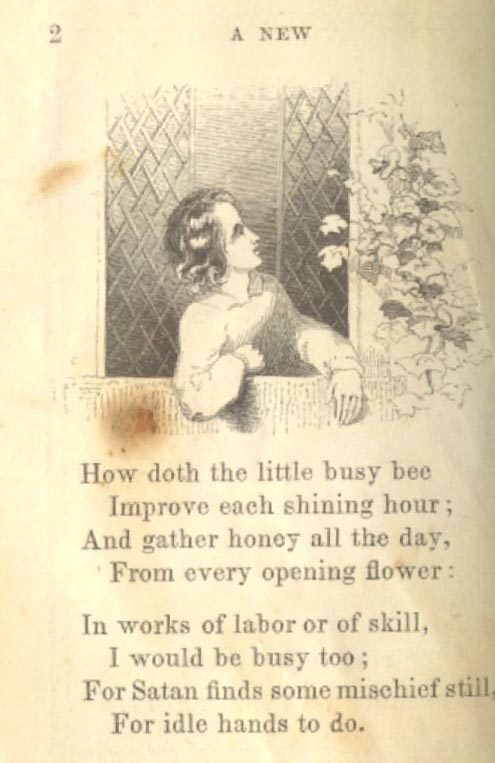 2
A NEW
How doth the little busy bee
Improve each shining hour;
And gather honey all the day,
From every opening flower:
In works of labor or of skill,
I would be busy too;
For Satan finds some mischief still,
For idle hands to do.